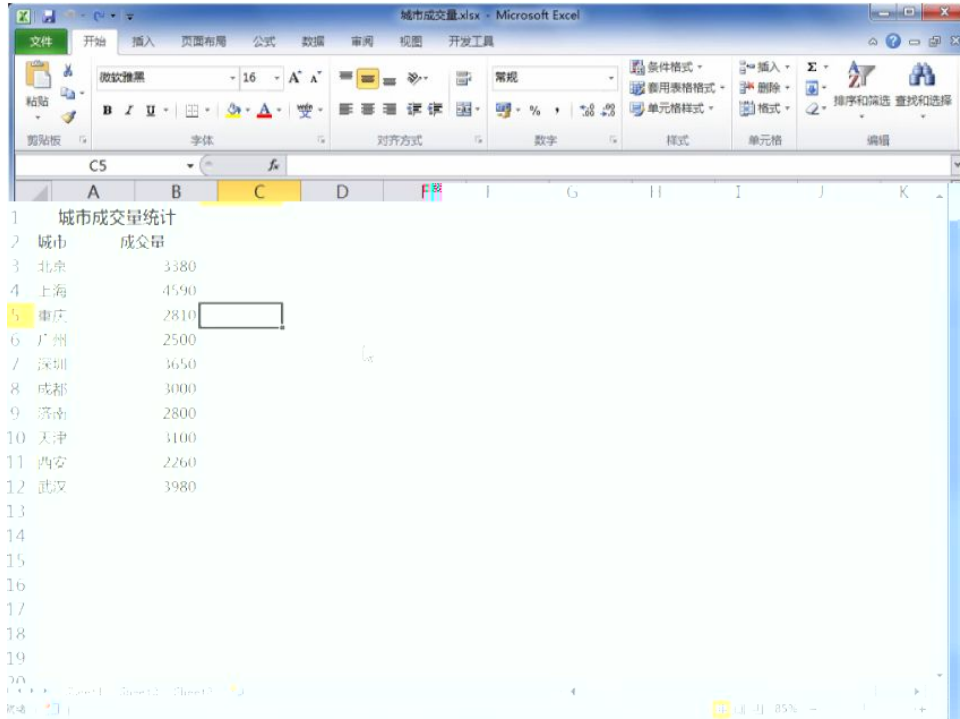 城市成交量.xlsx - Microsoft Excel
文件 开始 插入 页面布局 公式 数据 审阅 视图 开发工具
粘贴 微软雅黑 16 常规 条件格式 套用表格格式 单元格样式 插入 删除 格式 排序和筛选 查找和选择
剪贴板 字体 对齐方式 数字 样式 单元格 编辑
C5 fx
A B C D F G H I J K
1 城市成交量统计
2 城市 成交量
3 北京 3380
4 上海 4590
5 重庆 2810
6 广州 2500
7 深圳 3650
8 成都 3000
9 济南 2800
10 天津 3100
11 西安 2260
12 武汉 3980
13
14
15
16
17
18
19
20
85%